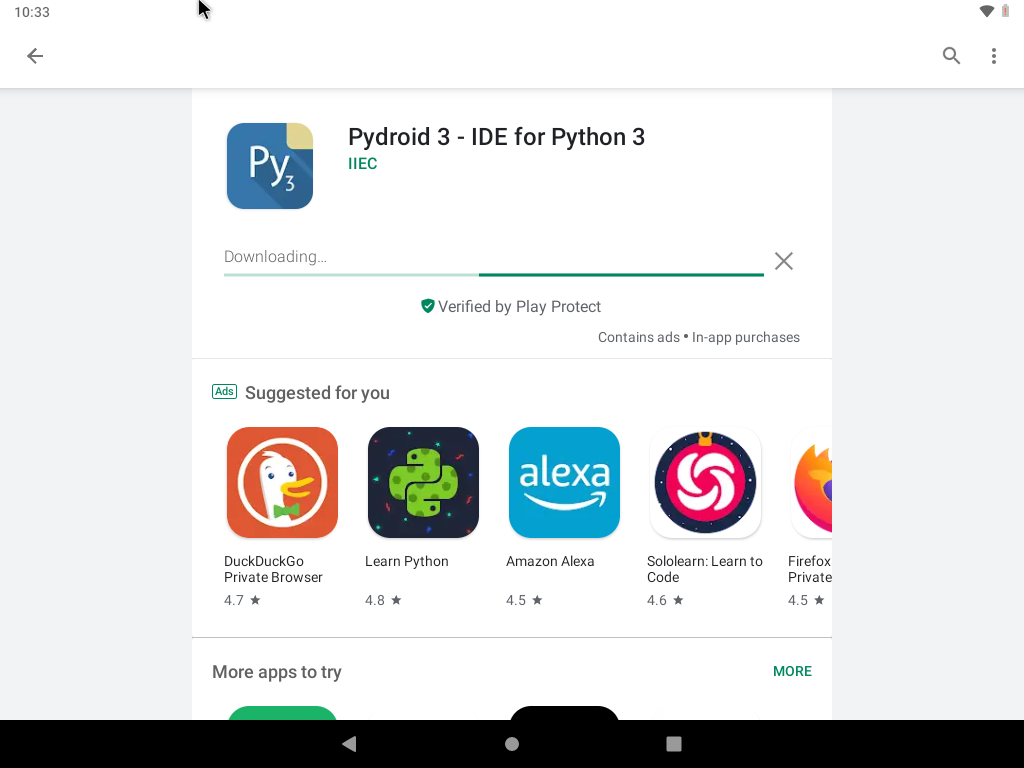 10:33
Py3
Pydroid 3 - IDE for Python 3
IIEC
Downloading...
Verified by Play Protect
Contains ads • In-app purchases
Ads Suggested for you
alexa
DuckDuckGo
Private Browser
4.7 ★
Learn Python
4.8 ★
Amazon Alexa
4.5 ★
Sololearn: Learn to
Code
4.6 ★
Firefox
Private
4.5 ★
More apps to try
MORE